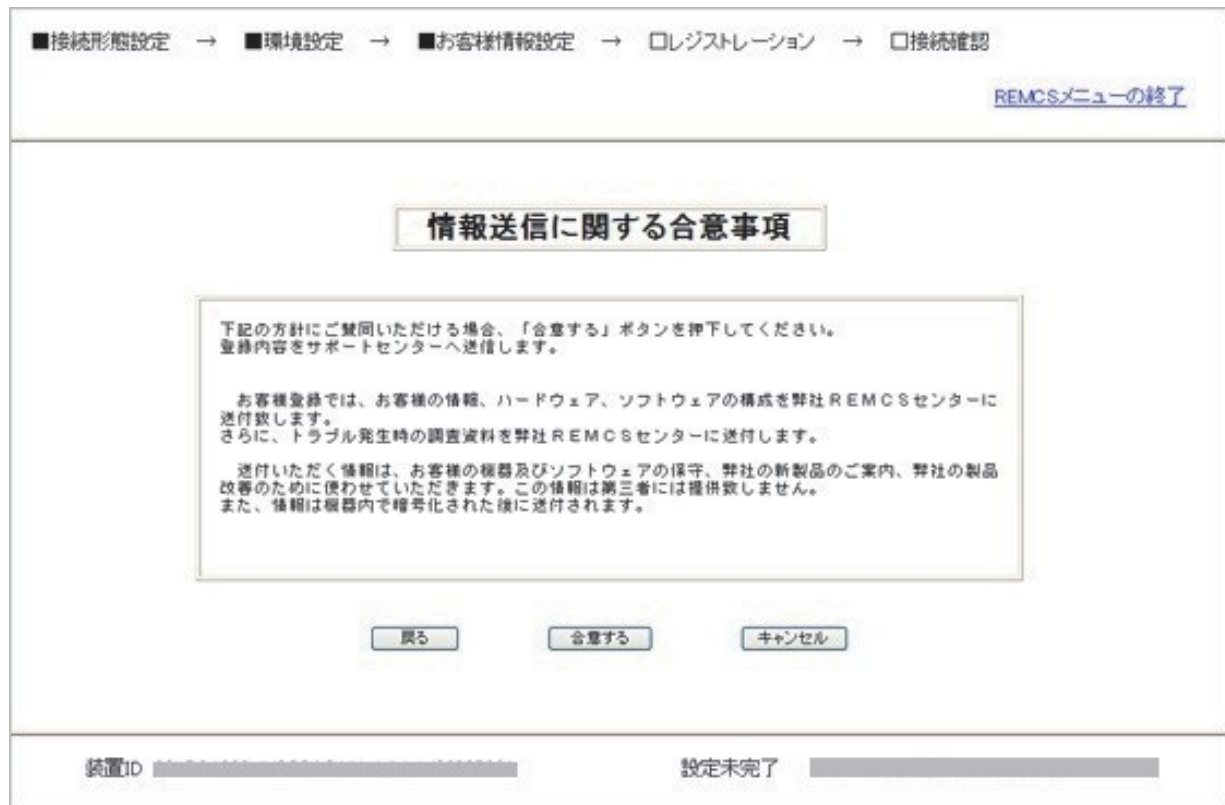 ■接続形態設定 → ■環境設定 → ■お客様情報設定 → □レジストレーション → □接続確認
REMCSメニューの終了
情報送信に関する合意事項
下記の方針にご賛同いただける場合、「合意する」ボタンを押下してください。
登録内容をサポートセンターへ送信します。
お客様登録では、お客様の情報、ハードウェア、ソフトウェアの構成を弊社REMCSセンターに
送付致します。
さらに、トラブル発生時の調査資料を弊社REMCSセンターに送付します。
送付いただく情報は、お客様の機器及びソフトウェアの保守、弊社の新製品のご案内、弊社の製品
改善のために使わせていただきます。この情報は第三者には提供致しません。
また、情報は機器内で暗号化された後に送付されます。
戻る 合意する キャンセル
装置ID 設定未完了